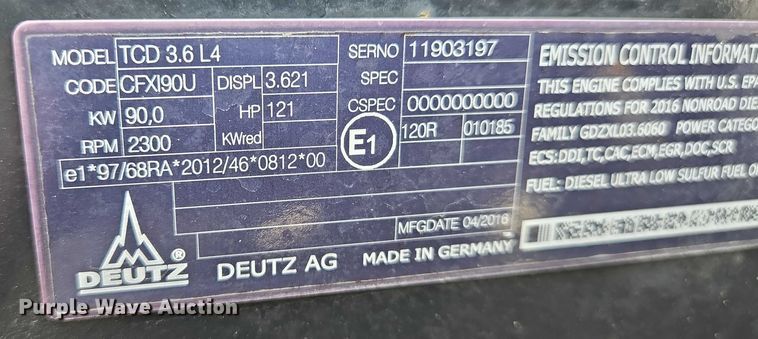 MODEL TCD 3.6 L4
CODE CFXI90U DISPL 3.621
KW 90,0 HP 121
RPM 2300 KWred
e1*97/68RA*2012/46*0812*00
SERNO 11903197
SPEC
CSPEC 0000000000
E1 120R 010185
MFGDATE 04/2016
DEUTZ ® DEUTZ AG MADE IN GERMANY
EMISSION CONTROL
THIS ENGINE COMPLIES WITH U.S. EPA
REGULATIONS FOR 2016 NONROAD
FAMILY GDZXL03.6060 POWER
ECS:DDI,TC,CAC,ECM,EGR,DOC,SCR
FUEL: DIESEL ULTRA LOW SULFUR FUEL
Purple Wave Auction